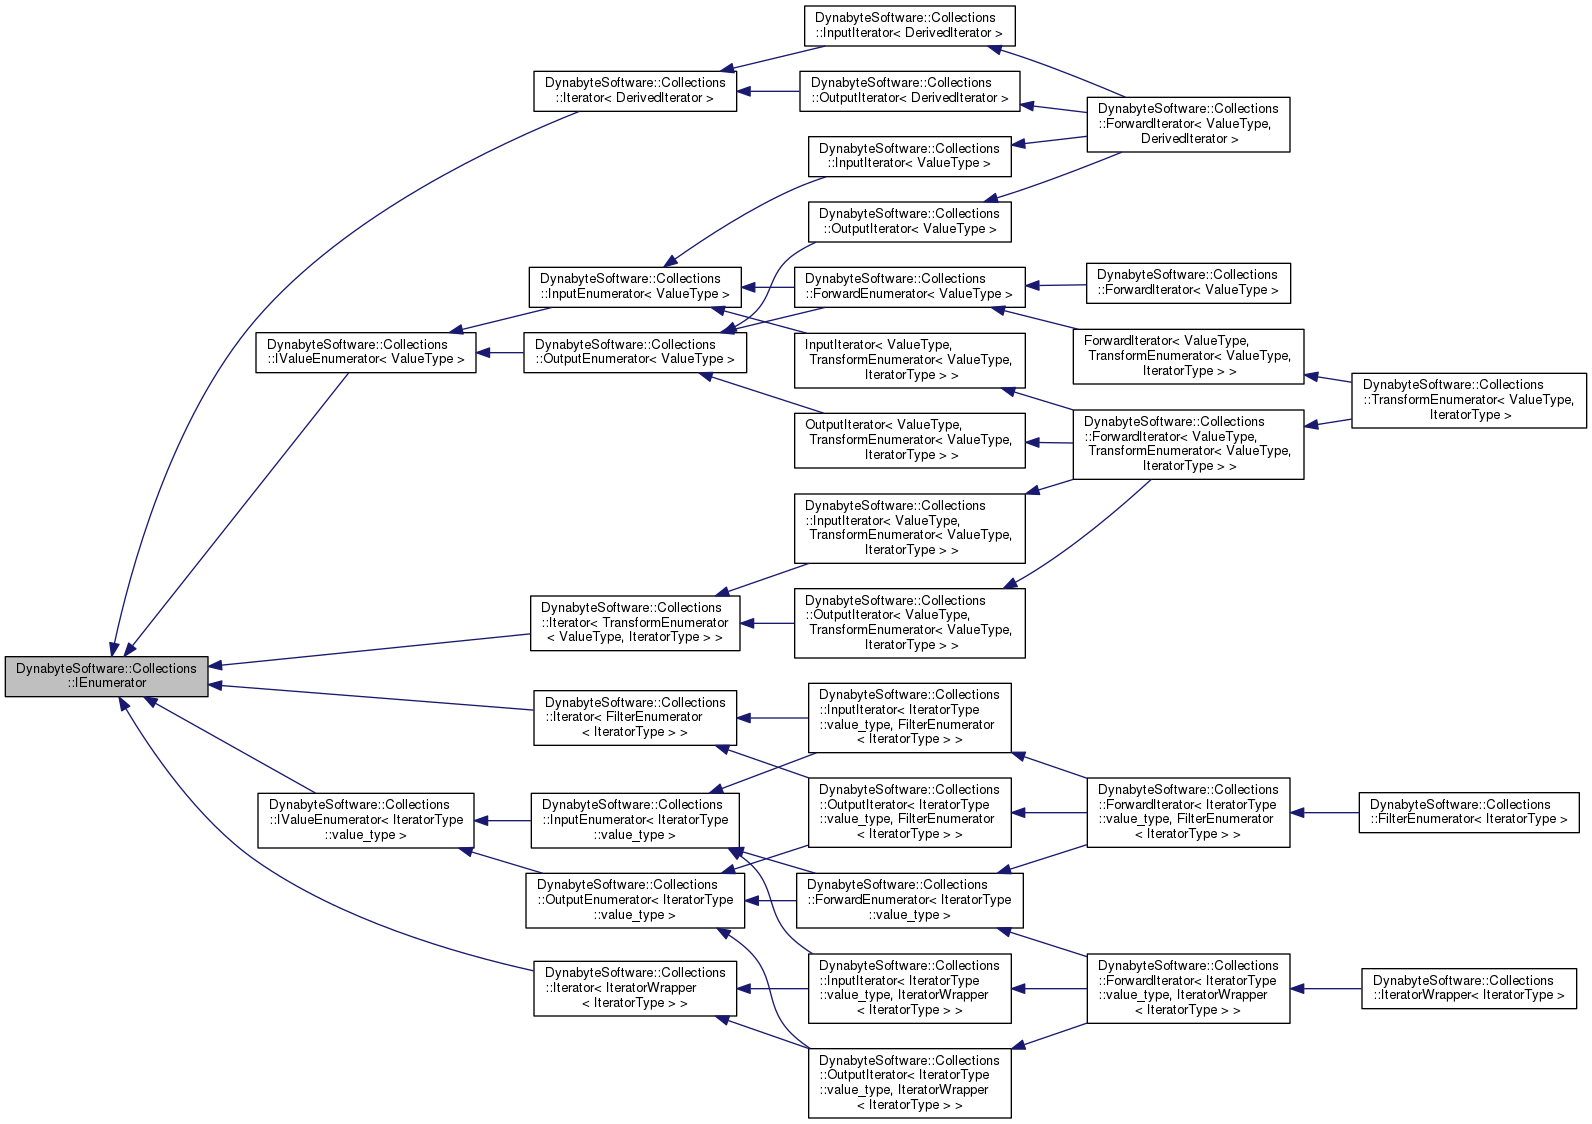 DynabyteSoftware::Collections
::IEnumerator
DynabyteSoftware::Collections
::IValueEnumerator< ValueType >
DynabyteSoftware::Collections
::IValueEnumerator< IteratorType
::value_type >
DynabyteSoftware::Collections
::Iterator< DerivedIterator >
DynabyteSoftware::Collections
::InputEnumerator< ValueType >
DynabyteSoftware::Collections
::OutputEnumerator< ValueType >
DynabyteSoftware::Collections
::Iterator< TransformEnumerator
< ValueType, IteratorType > >
DynabyteSoftware::Collections
::Iterator< FilterEnumerator
< IteratorType > >
DynabyteSoftware::Collections
::InputEnumerator< IteratorType
::value_type >
DynabyteSoftware::Collections
::OutputEnumerator< IteratorType
::value_type >
DynabyteSoftware::Collections
::Iterator< IteratorWrapper
< IteratorType > >
DynabyteSoftware::Collections
::InputIterator< DerivedIterator >
DynabyteSoftware::Collections
::OutputIterator< DerivedIterator >
DynabyteSoftware::Collections
::InputIterator< ValueType >
DynabyteSoftware::Collections
::OutputIterator< ValueType >
DynabyteSoftware::Collections
::ForwardEnumerator< ValueType >
InputIterator< ValueType,
TransformEnumerator< ValueType,
IteratorType > >
OutputIterator< ValueType,
TransformEnumerator< ValueType,
IteratorType > >
DynabyteSoftware::Collections
::InputIterator< ValueType,
TransformEnumerator< ValueType,
IteratorType > >
DynabyteSoftware::Collections
::OutputIterator< ValueType,
TransformEnumerator< ValueType,
IteratorType > >
DynabyteSoftware::Collections
::InputIterator< IteratorType
::value_type, FilterEnumerator
< IteratorType > >
DynabyteSoftware::Collections
::OutputIterator< IteratorType
::value_type, FilterEnumerator
< IteratorType > >
DynabyteSoftware::Collections
::ForwardEnumerator< IteratorType
::value_type >
DynabyteSoftware::Collections
::InputIterator< IteratorType
::value_type, IteratorWrapper
< IteratorType > >
DynabyteSoftware::Collections
::OutputIterator< IteratorType
::value_type, IteratorWrapper
< IteratorType > >
DynabyteSoftware::Collections
::ForwardIterator< ValueType,
DerivedIterator >
DynabyteSoftware::Collections
::ForwardIterator< ValueType >
ForwardIterator< ValueType,
TransformEnumerator< ValueType,
IteratorType > >
DynabyteSoftware::Collections
::ForwardIterator< ValueType,
TransformEnumerator< ValueType,
IteratorType > >
DynabyteSoftware::Collections
::ForwardIterator< IteratorType
::value_type, FilterEnumerator
< IteratorType > >
DynabyteSoftware::Collections
::ForwardIterator< IteratorType
::value_type, IteratorWrapper
< IteratorType > >
DynabyteSoftware::Collections
::TransformEnumerator< ValueType,
IteratorType >
DynabyteSoftware::Collections
::FilterEnumerator< IteratorType >
DynabyteSoftware::Collections
::IteratorWrapper< IteratorType >